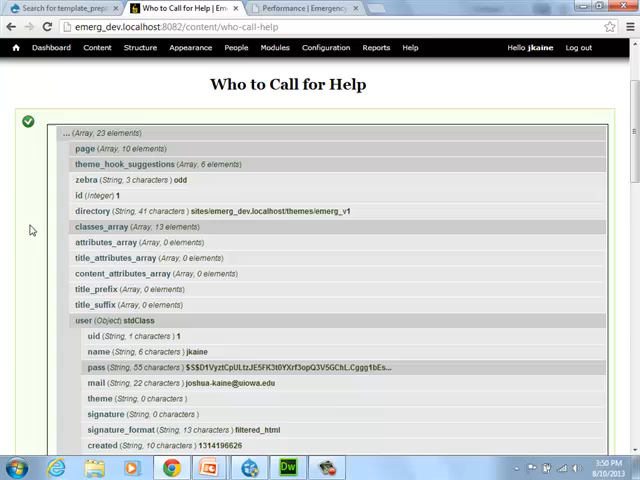 Search for template_prep
Who to Call for Help | Em
Performance | Emergency
emerg_dev.localhost:8082/content/who-call-help
Dashboard Content Structure Appearance People Modules Configuration Reports Help Hello jkaine Log out
Who to Call for Help
... (Array, 23 elements)
page (Array, 10 elements)
theme_hook_suggestions (Array, 6 elements)
zebra (String, 3 characters ) odd
id (Integer) 1
directory (String, 41 characters ) sites/emerg_dev.localhost/themes/emerg_v1
classes_array (Array, 13 elements)
attributes_array (Array, 0 elements)
title_attributes_array (Array, 0 elements)
content_attributes_array (Array, 0 elements)
title_prefix (Array, 0 elements)
title_suffix (Array, 0 elements)
user (Object) stdClass
uid (String, 1 characters ) 1
name (String, 6 characters ) jkaine
pass (String, 55 characters )
mail (String, 22 characters ) joshua-kaine@uiowa.edu
theme (String, 0 characters )
signature (String, 0 characters )
signature_format (String, 13 characters ) filtered_html
created (String, 10 characters ) 1314196626
Dw
3:50 PM
8/10/2013